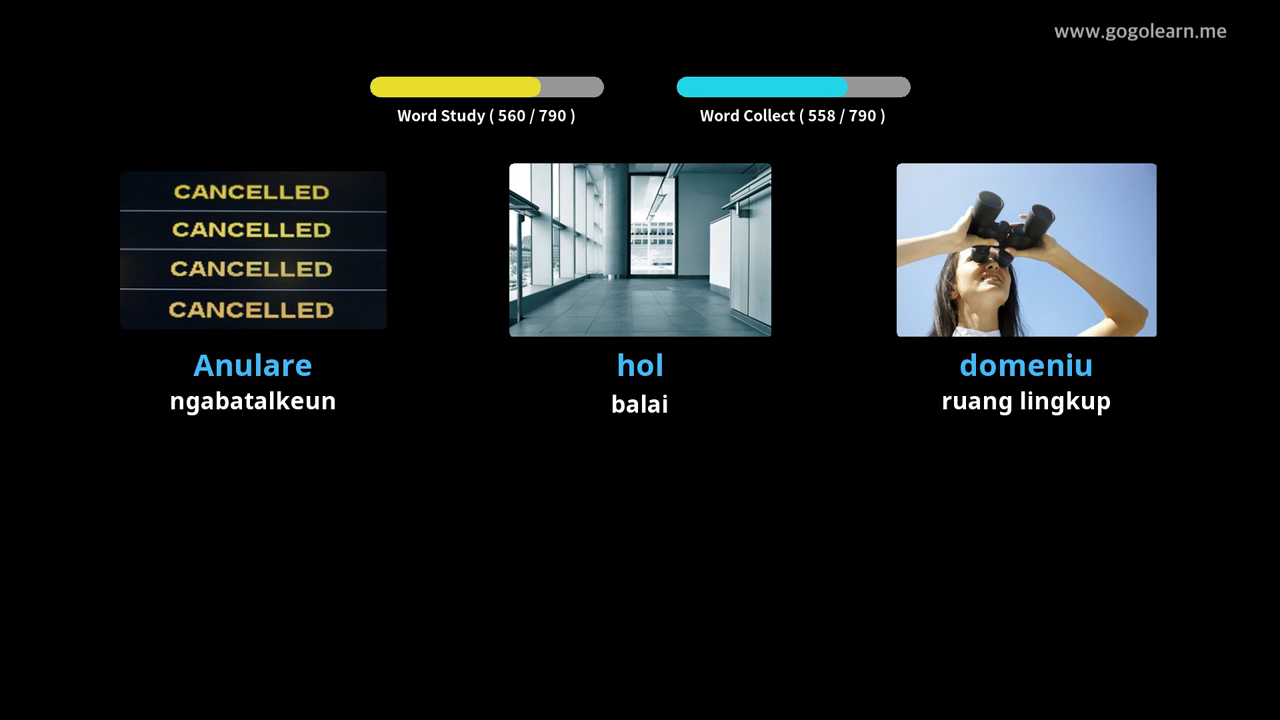 www.gogolearn.me
Word Study ( 560 / 790 )
Word Collect ( 558 / 790 )
CANCELLED
CANCELLED
CANCELLED
CANCELLED
Anulare
ngabatalkeun
hol
balai
domeniu
ruang lingkup